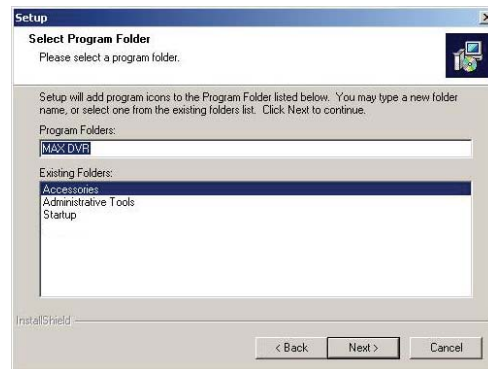 Setup
Select Program Folder
Please select a program folder.
Setup will add program icons to the Program Folder listed below. You may type a new folder
name, or select one from the existing folders list. Click Next to continue.
Program Folders:
MAX DVR
Existing Folders:
Accessories
Administrative Tools
Startup
InstallShield
< Back
Next >
Cancel